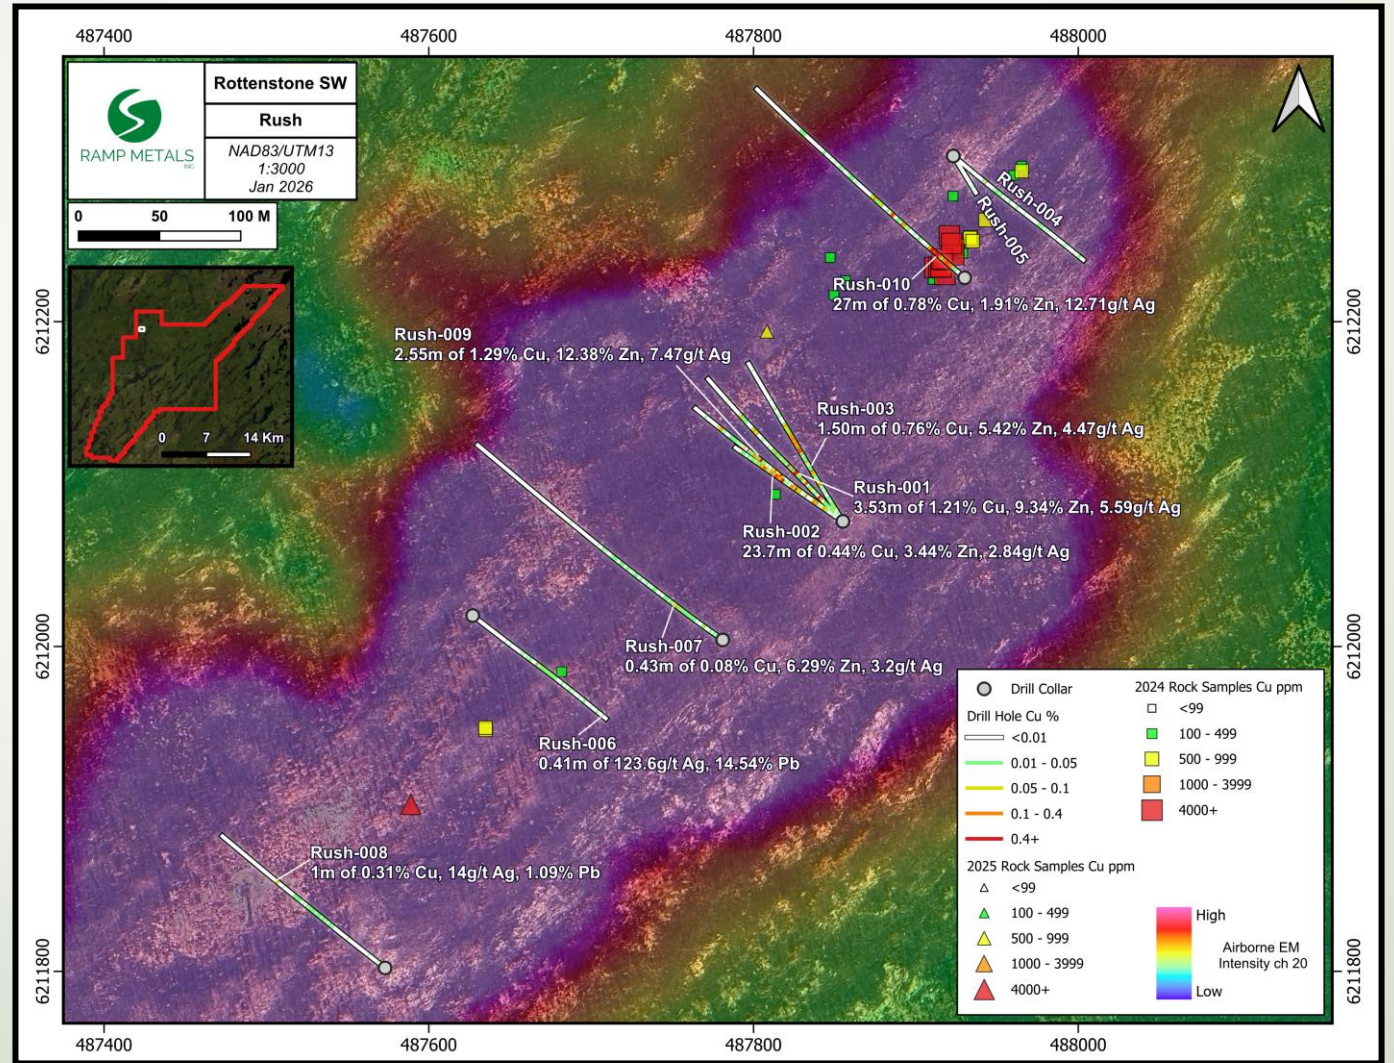 487400
487600
487800
488000
RAMP METALS
INC
Rottenstone SW
Rush
NAD83/UTM13
1:3000
Jan 2026
0 50 100 M
0 7 14 Km
6212200
6212000
6211800
6212200
6212000
6211800
Rush-004
Rush-005
Rush-010
27m of 0.78% Cu, 1.91% Zn, 12.71g/t Ag
Rush-009
2.55m of 1.29% Cu, 12.38% Zn, 7.47g/t Ag
Rush-003
1.50m of 0.76% Cu, 5.42% Zn, 4.47g/t Ag
Rush-001
3.53m of 1.21% Cu, 9.34% Zn, 5.59g/t Ag
Rush-002
23.7m of 0.44% Cu, 3.44% Zn, 2.84g/t Ag
Rush-007
0.43m of 0.08% Cu, 6.29% Zn, 3.2g/t Ag
Rush-006
0.41m of 123.6g/t Ag, 14.54% Pb
Rush-008
1m of 0.31% Cu, 14g/t Ag, 1.09% Pb
Drill Collar
Drill Hole Cu %
<0.01
0.01 - 0.05
0.05 - 0.1
0.1 - 0.4
0.4+
2024 Rock Samples Cu ppm
<99
100 - 499
500 - 999
1000 - 3999
4000+
2025 Rock Samples Cu ppm
<99
100 - 499
500 - 999
1000 - 3999
4000+
High
Airborne EM
Intensity ch 20
Low
487400
487600
487800
488000